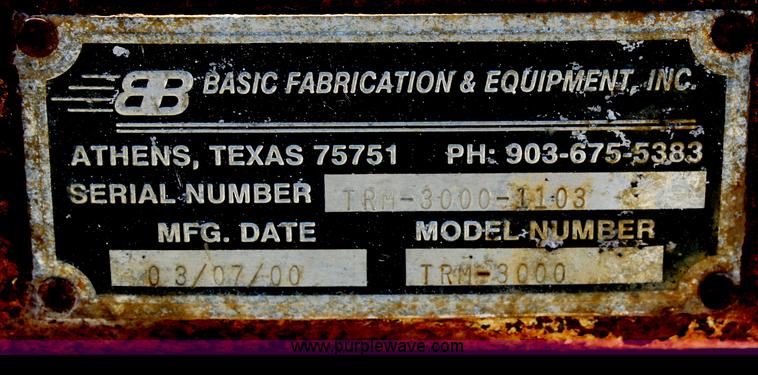 BASIC FABRICATION & EQUIPMENT, INC.
ATHENS, TEXAS 75751 PH: 903-675-5383
SERIAL NUMBER TRM-3000-1103
MFG. DATE MODEL NUMBER
03/07/00 TRM-3000
www.purplewave.com